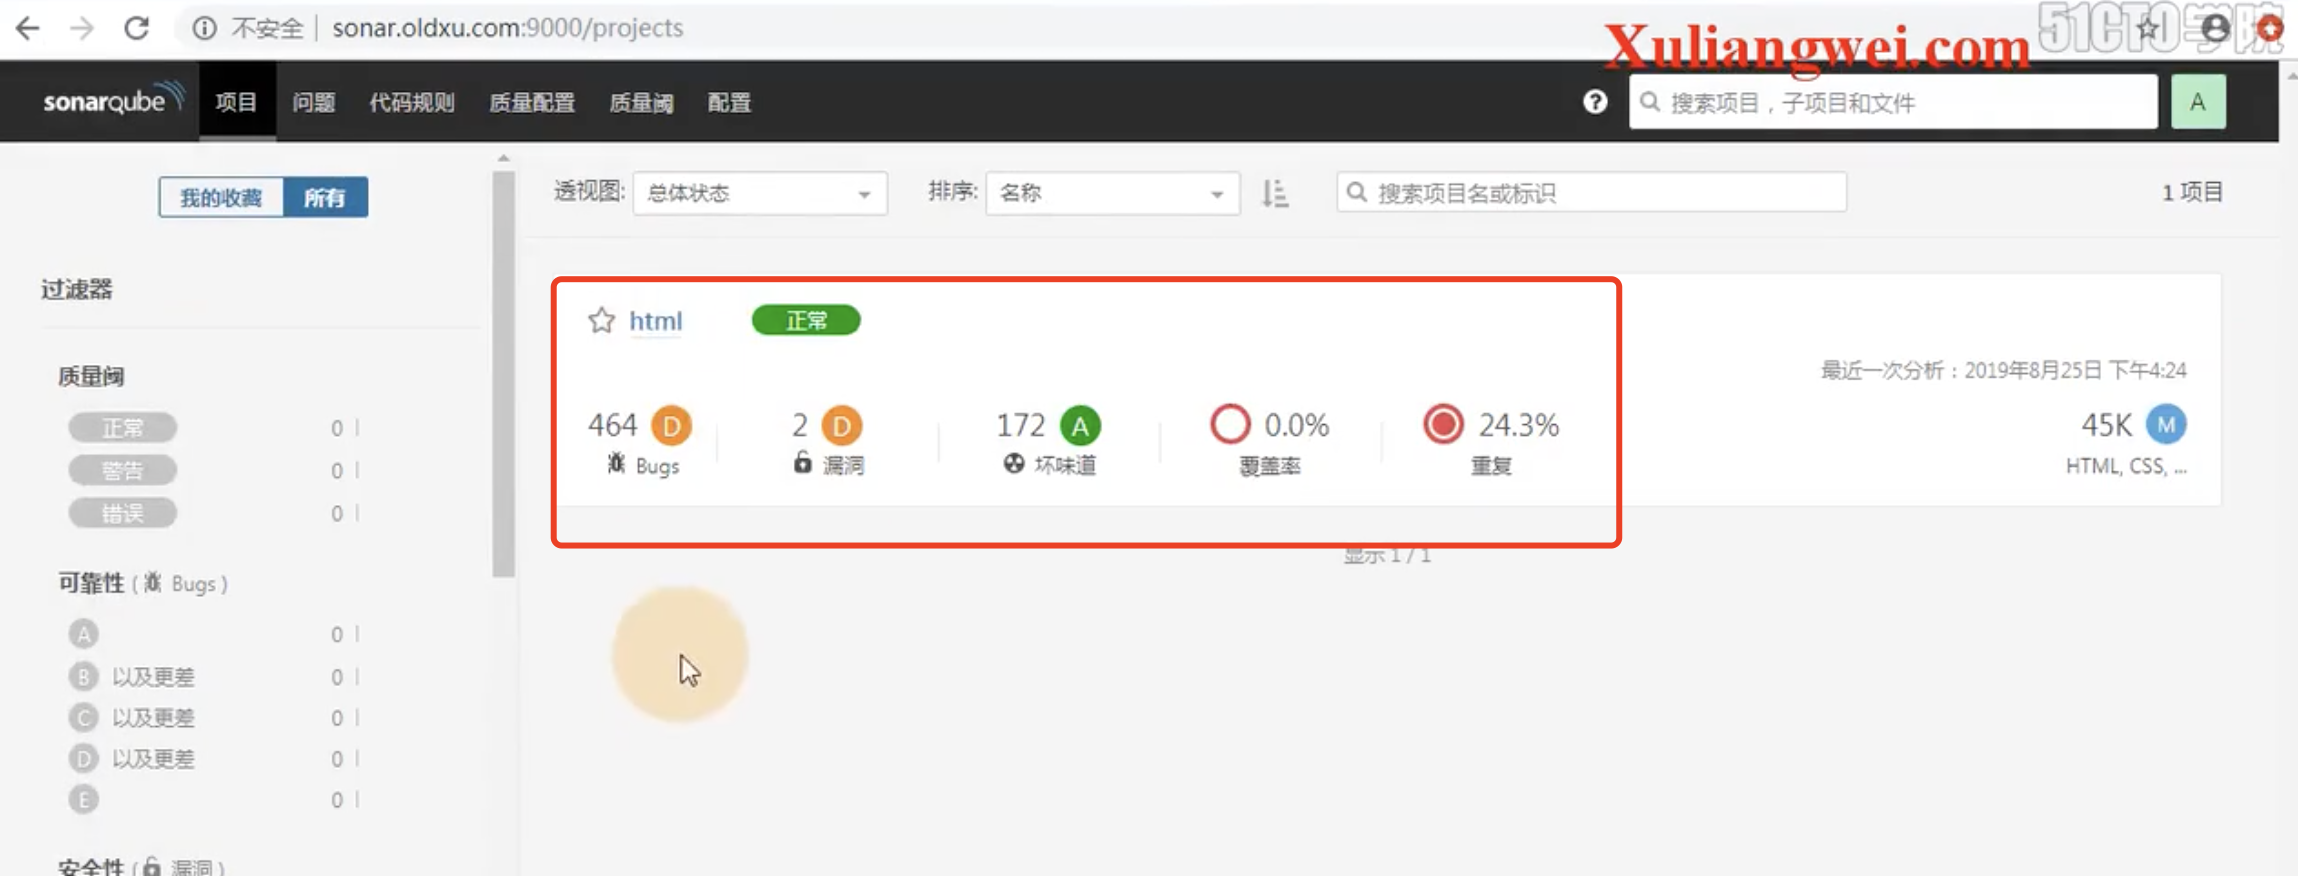 不安全 sonar.oldxu.com:9000/projects
Xuliangwei.com 51CTO学院
sonarqube 项目 问题 代码规则 质量配置 质量阈 配置 ? 搜索项目，子项目和文件 A
我的收藏 所有 透视图: 总体状态 排序: 名称 搜索项目名或标识 1 项目
过滤器
html 正常
最近一次分析：2019年8月25日 下午4:24
质量阈
正常 0
警告 0
错误 0
464 D 2 D 172 A 0.0% 24.3% 45K M
Bugs 漏洞 坏味道 覆盖率 重复 HTML, CSS, ...
显示 1 / 1
可靠性 ( Bugs )
A 0
B 以及更差 0
C 以及更差 0
D 以及更差 0
E 0
安全性 ( 漏洞 )